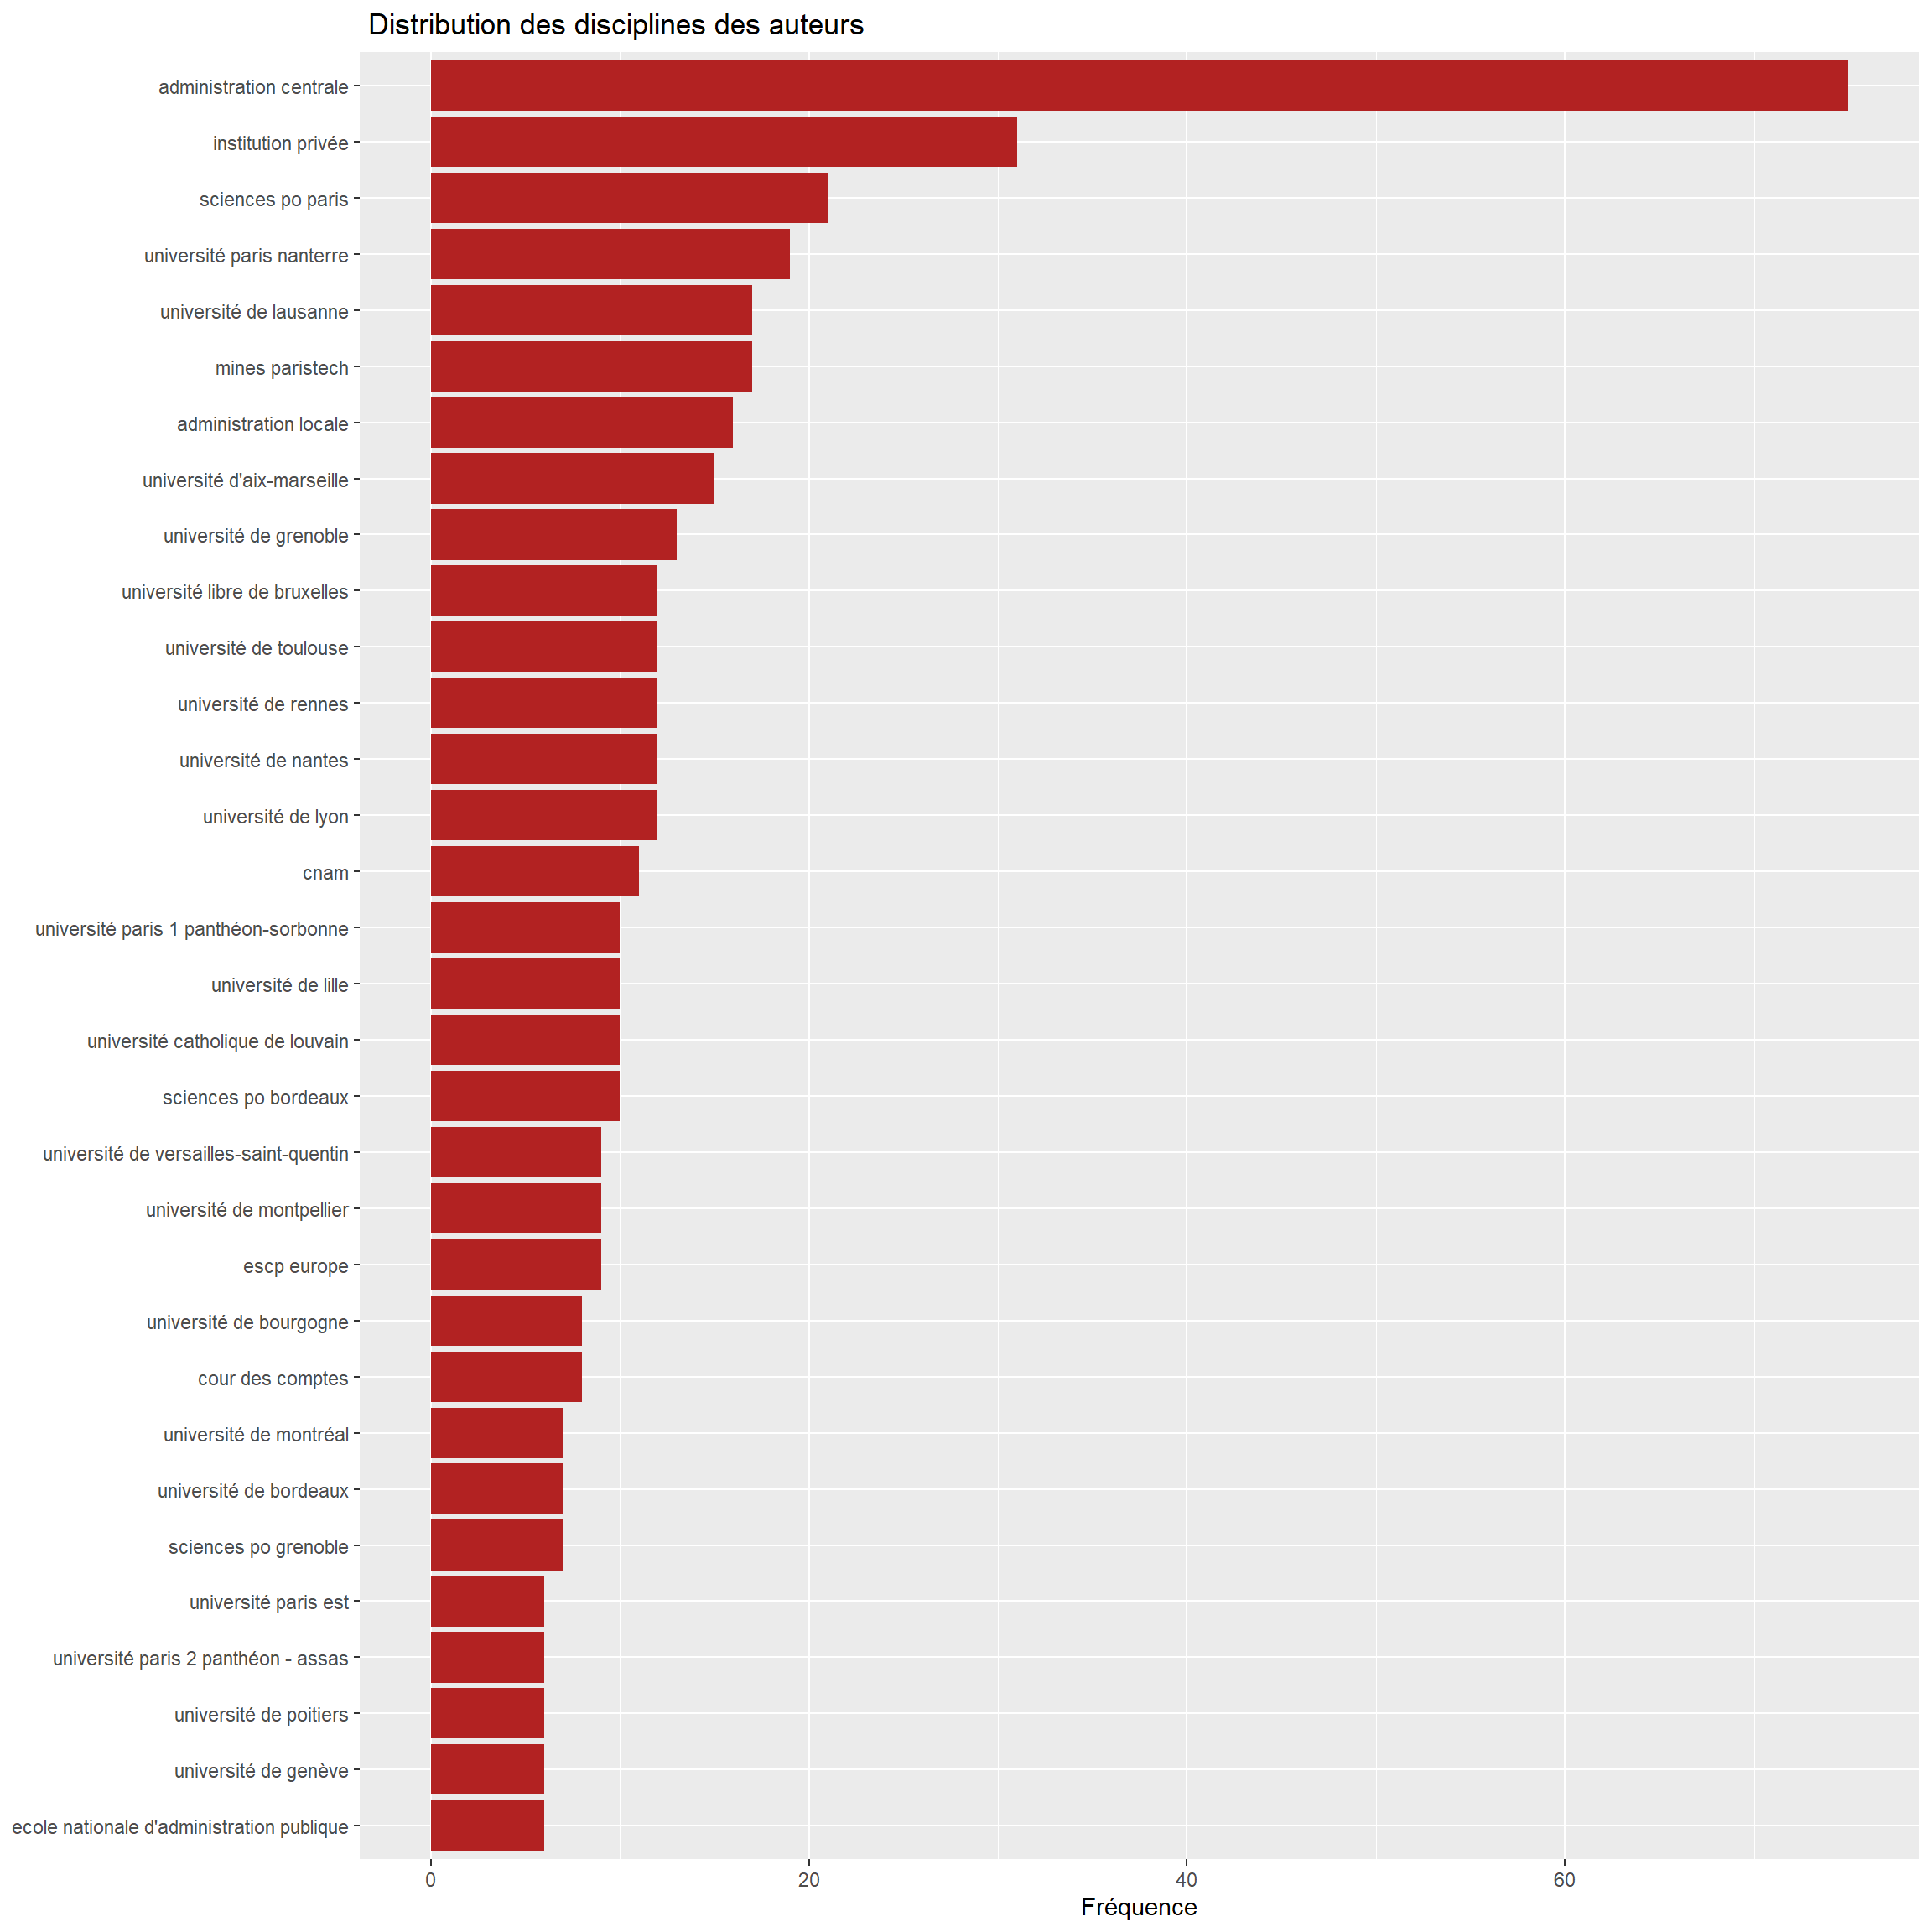 Distribution des disciplines des auteurs
administration centrale
institution privée
sciences po paris
université paris nanterre
université de lausanne
mines paristech
administration locale
université d'aix-marseille
université de grenoble
université libre de bruxelles
université de toulouse
université de rennes
université de nantes
université de lyon
cnam
université paris 1 panthéon-sorbonne
université de lille
université catholique de louvain
sciences po bordeaux
université de versailles-saint-quentin
université de montpellier
escp europe
université de bourgogne
cour des comptes
université de montréal
université de bordeaux
sciences po grenoble
université paris est
université paris 2 panthéon - assas
université de poitiers
université de genève
ecole nationale d'administration publique
0 20 40 60
Fréquence